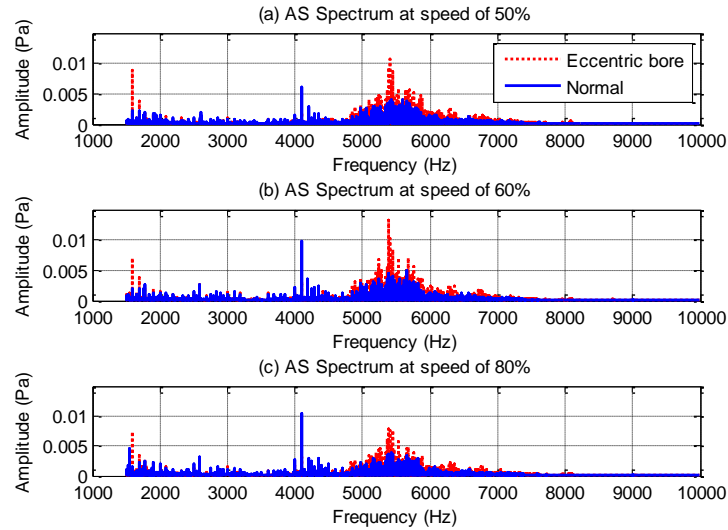 (a) AS Spectrum at speed of 50%
Amplitude (Pa)
0.01
0.005
0
Eccentric bore
Normal
1000 2000 3000 4000 5000 6000 7000 8000 9000 10000
Frequency (Hz)
(b) AS Spectrum at speed of 60%
Amplitude (Pa)
0.01
0.005
0
1000 2000 3000 4000 5000 6000 7000 8000 9000 10000
Frequency (Hz)
(c) AS Spectrum at speed of 80%
Amplitude (Pa)
0.01
0.005
0
1000 2000 3000 4000 5000 6000 7000 8000 9000 10000
Frequency (Hz)